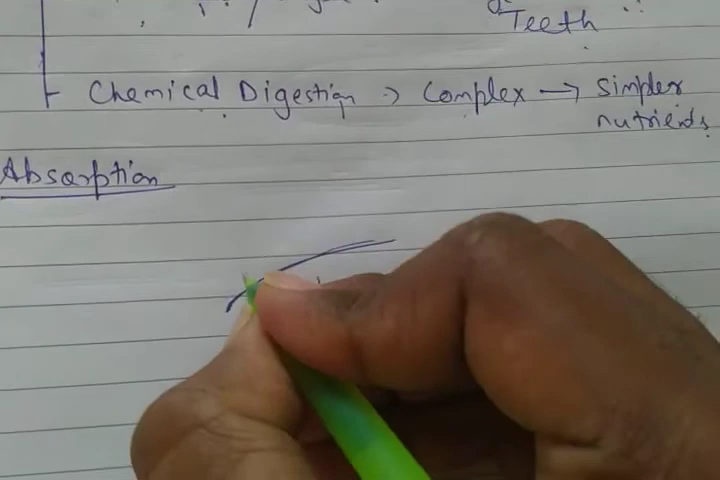 Teeth
Chemical Digestion → Complex → Simpler
nutrients
Absorption